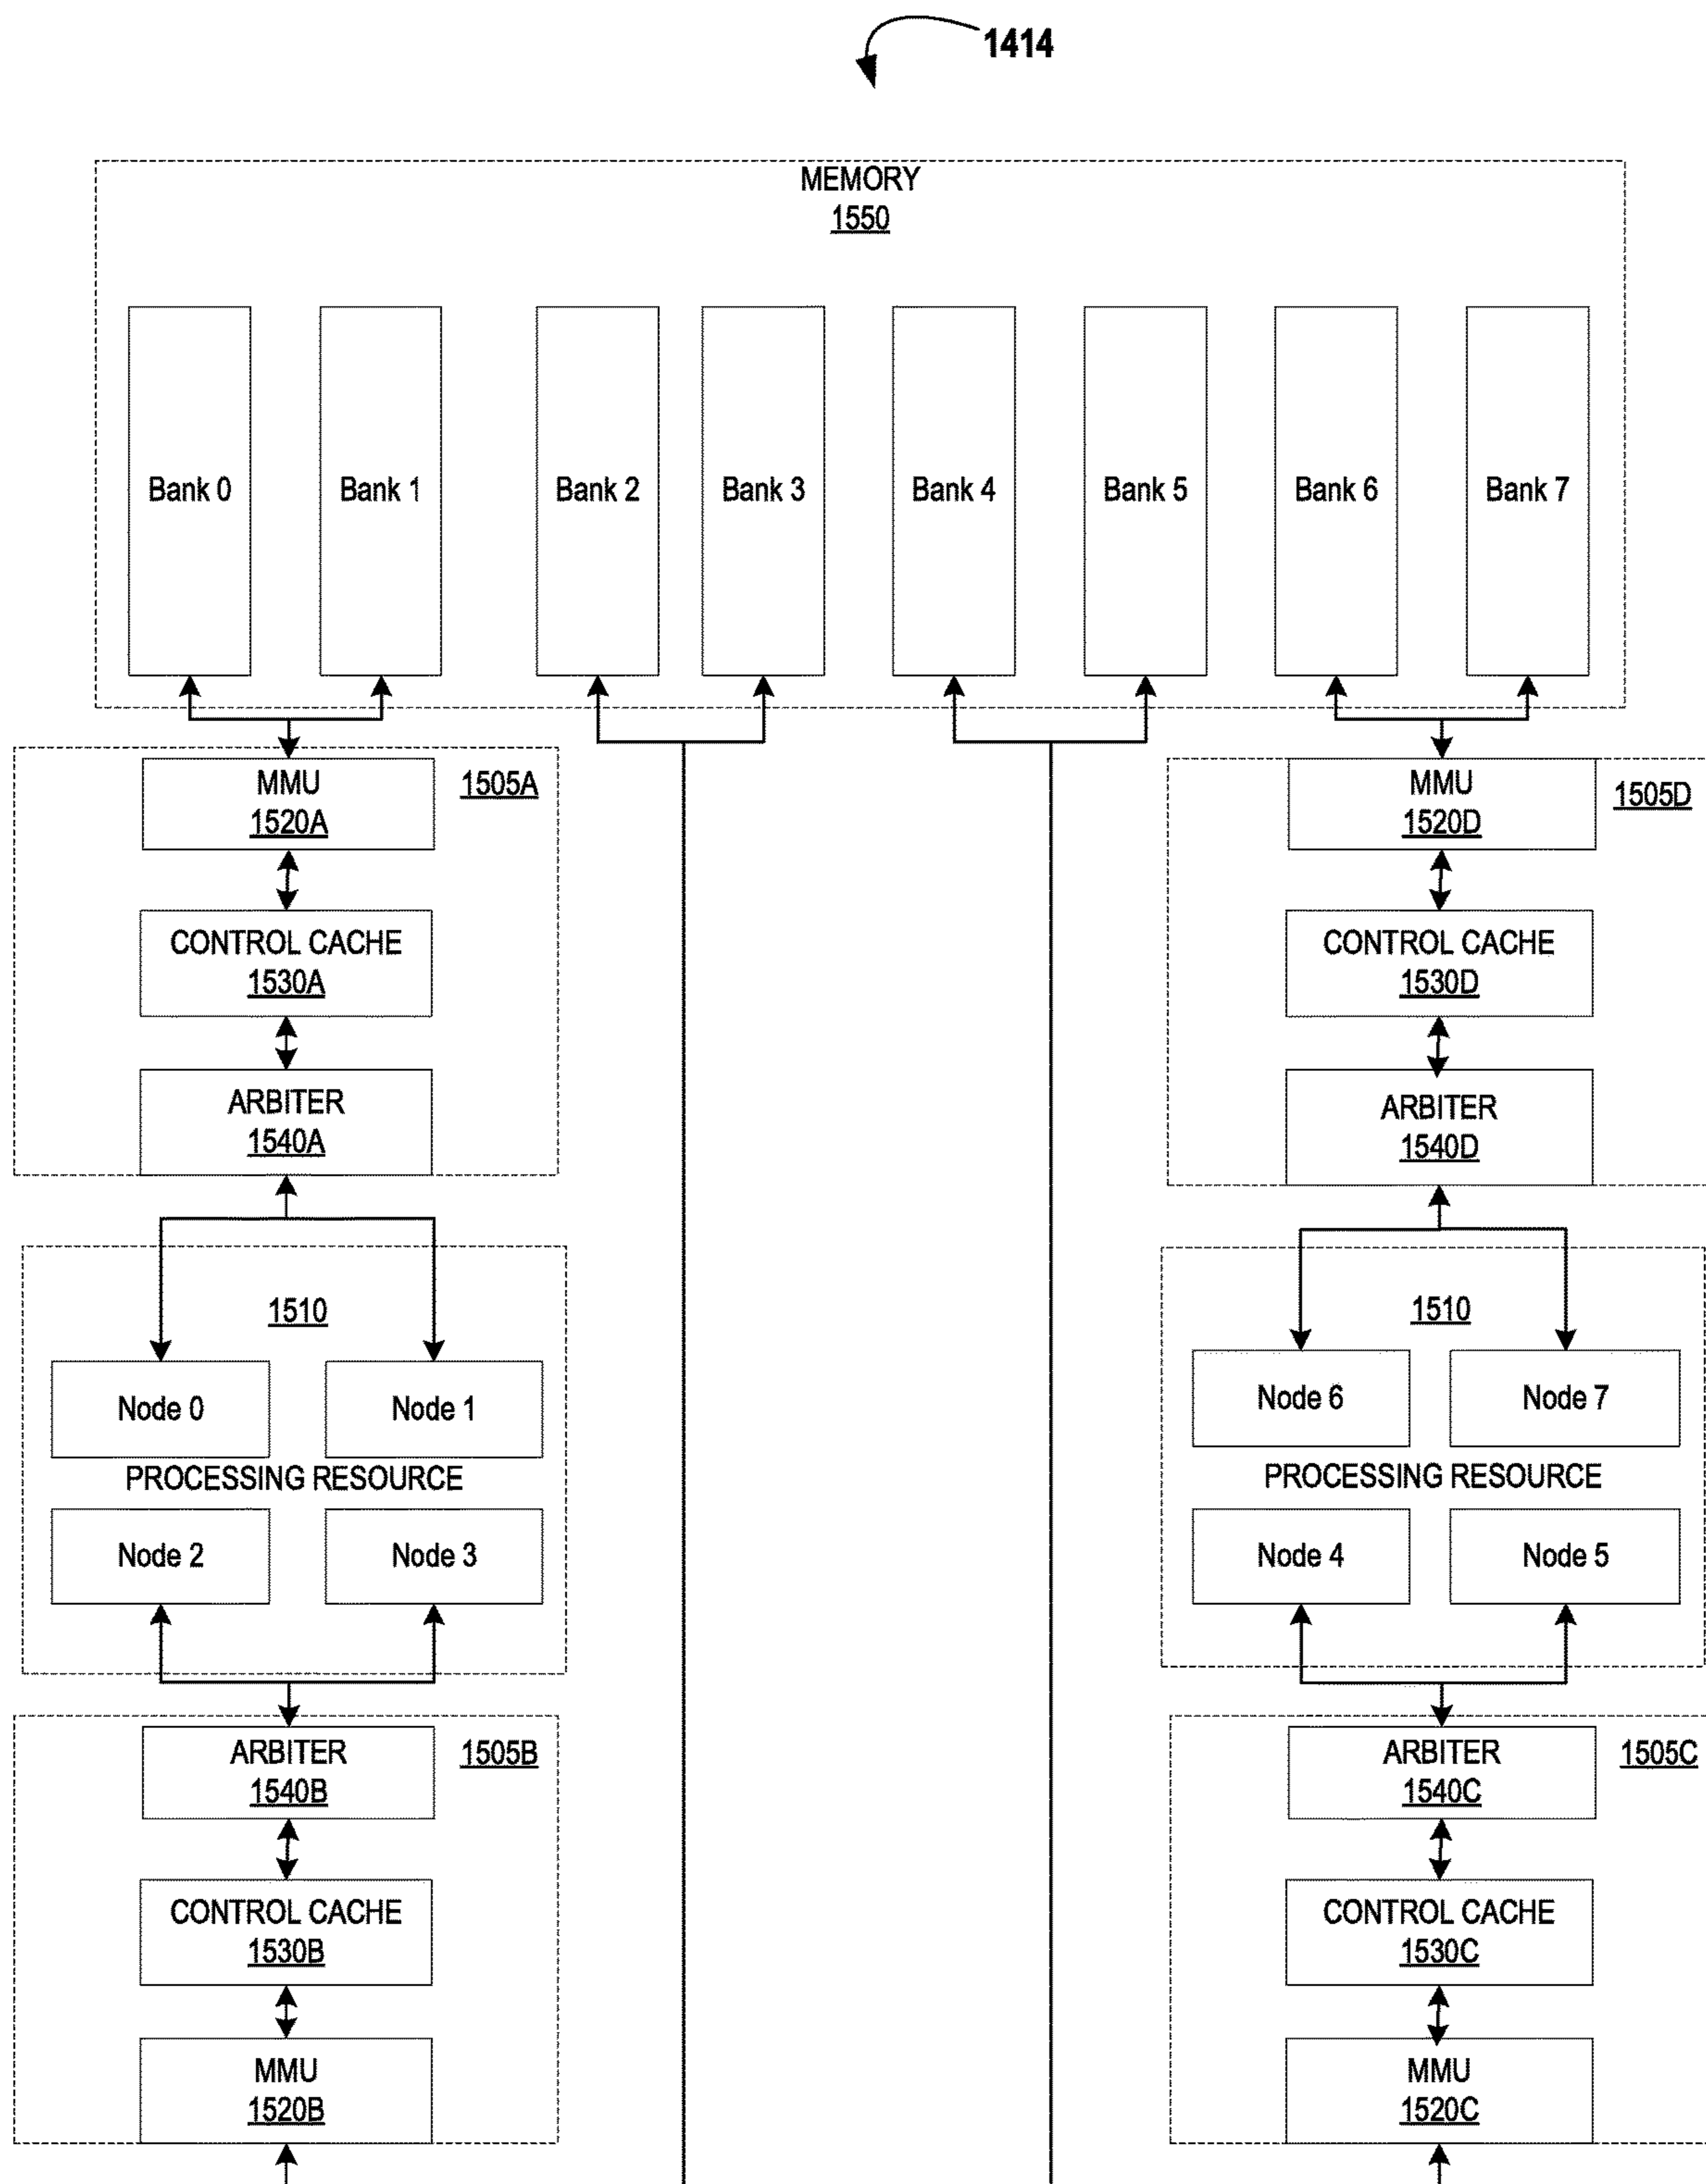 1414
MEMORY
1550
Bank 0
Bank 1
Bank 2
Bank 3
Bank 4
Bank 5
Bank 6
Bank 7
MMU
1520A
1505A
CONTROL CACHE
1530A
ARBITER
1540A
MMU
1520D
1505D
CONTROL CACHE
1530D
ARBITER
1540D
1510
Node 0
Node 1
PROCESSING RESOURCE
Node 2
Node 3
1510
Node 6
Node 7
PROCESSING RESOURCE
Node 4
Node 5
ARBITER
1540B
1505B
CONTROL CACHE
1530B
MMU
1520B
ARBITER
1540C
1505C
CONTROL CACHE
1530C
MMU
1520C